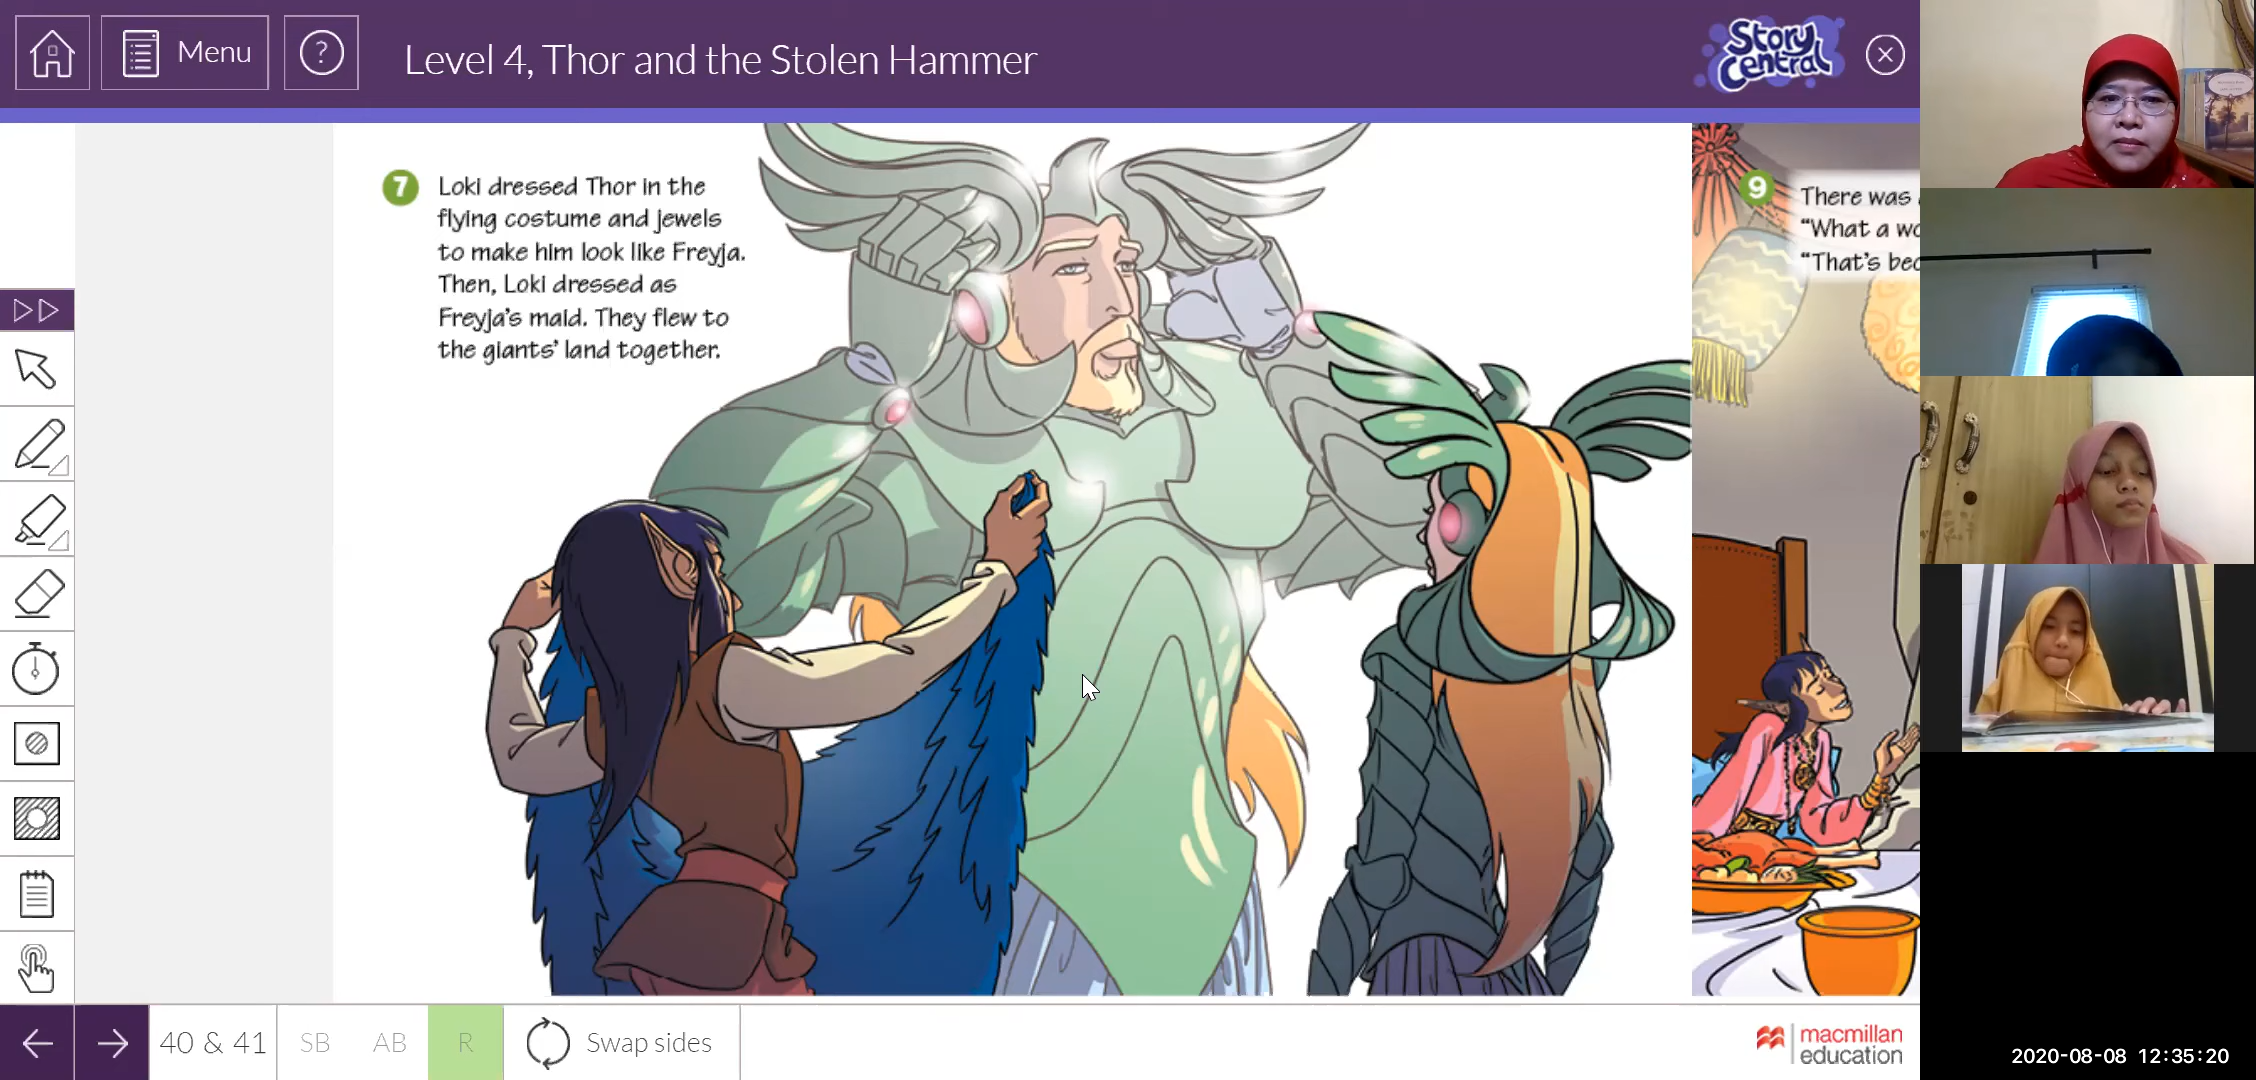 Menu
?
Level 4, Thor and the Stolen Hammer
Story
Central
7
Loki dressed Thor in the
flying costume and jewels
to make him look like Freyja.
Then, Loki dressed as
Freyja's maid. They flew to
the giants' land together.
9
There was
"What a wo
"That's bec
40 & 41
SB
AB
R
Swap sides
macmillan
education
2020-08-08 12:35:20